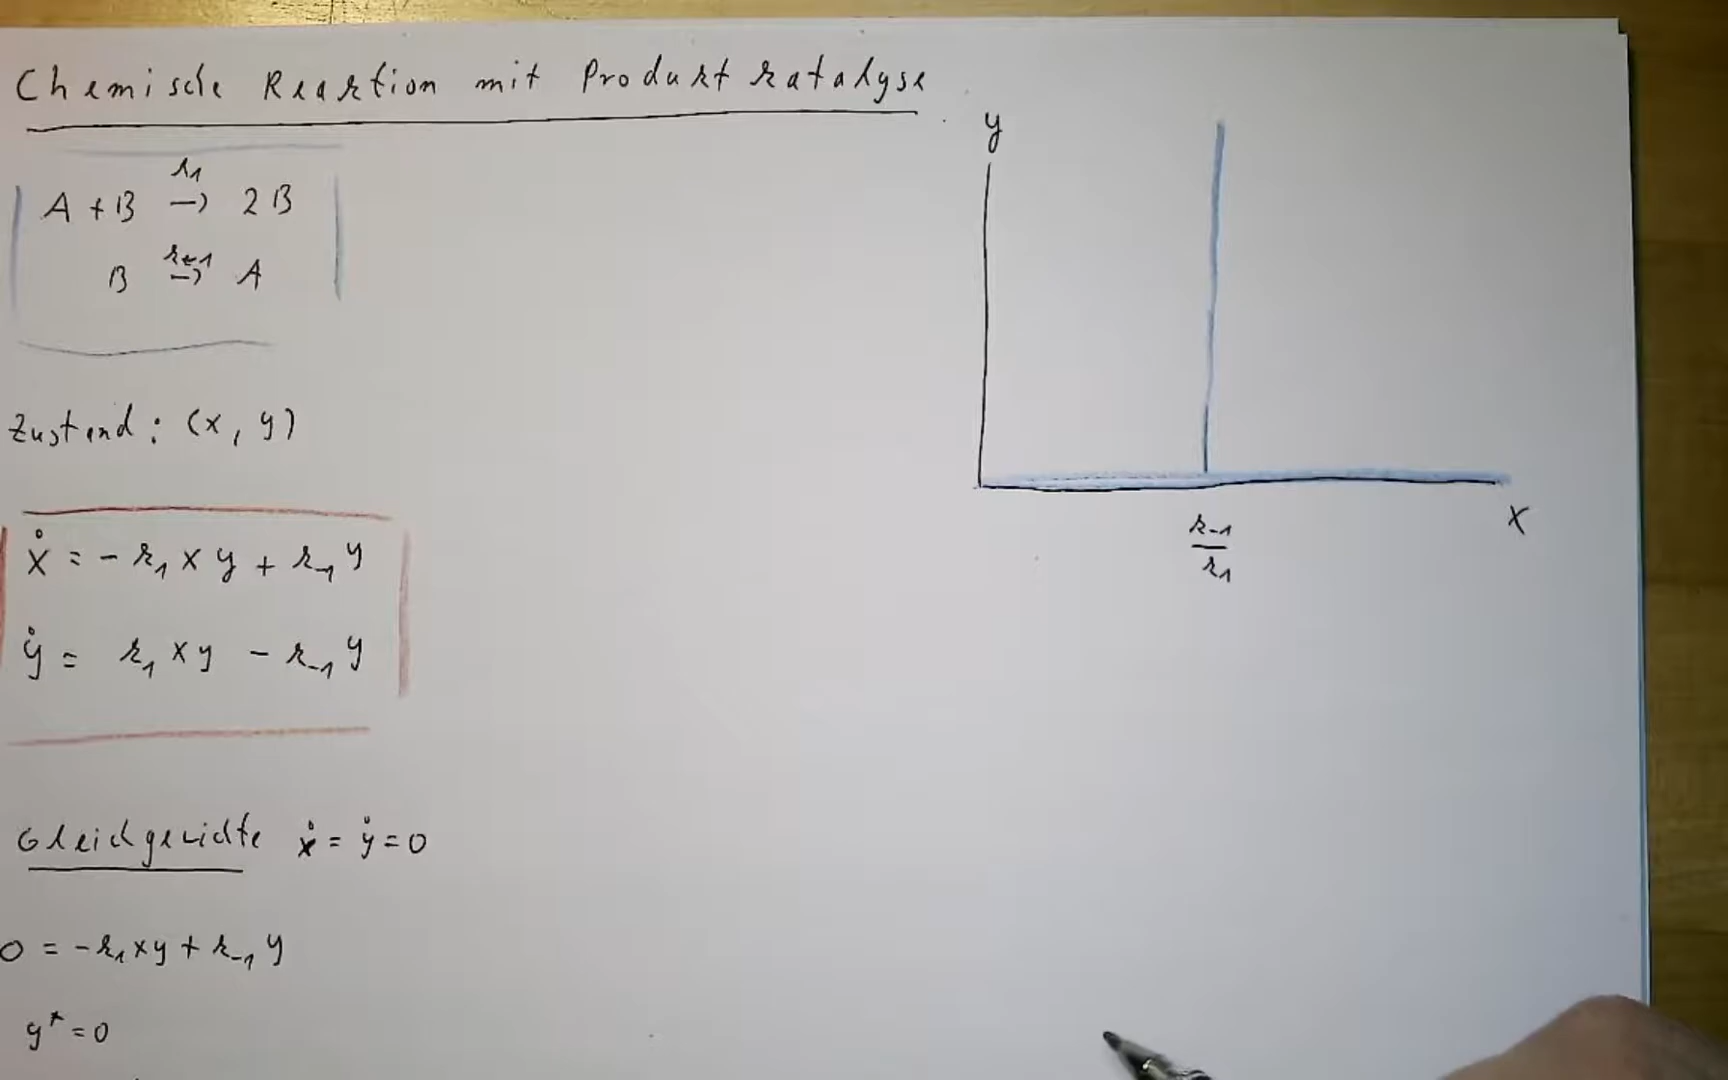 Chemische Reaktion mit Produktkatalyse
A + B →k₁ 2B
B →k₋₁ A
Zustand: (x, y)
ẋ = - k₁ x y + k₋₁ y
ẏ = k₁ x y - k₋₁ y
Gleichgewichte ẋ = ẏ = 0
0 = - k₁ x y + k₋₁ y
y* = 0
y
x
k₋₁
k₁